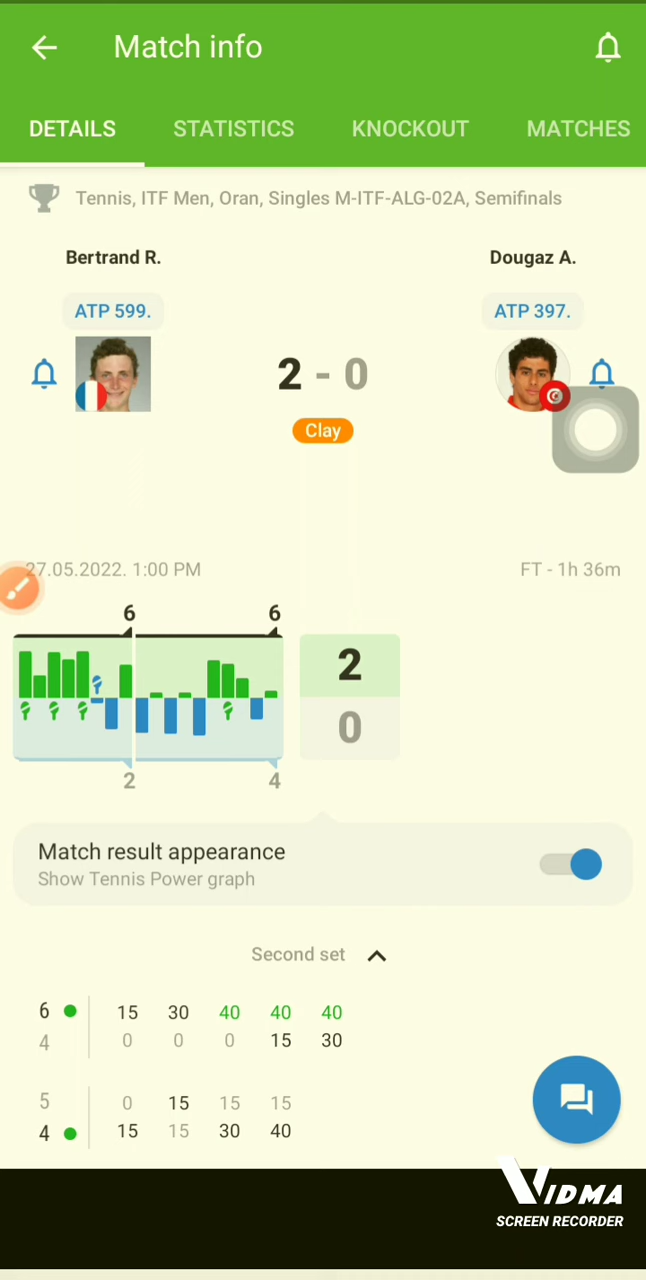 Match info
DETAILS STATISTICS KNOCKOUT MATCHES
Tennis, ITF Men, Oran, Singles M-ITF-ALG-02A, Semifinals
Bertrand R. Dougaz A.
ATP 599. ATP 397.
2 - 0
Clay
27.05.2022. 1:00 PM FT - 1h 36m
6 6
2
0
2 4
Match result appearance
Show Tennis Power graph
Second set
6 15 30 40 40 40
4 0 0 0 15 30
5 0 15 15 15
4 15 15 30 40
VIDMA
SCREEN RECORDER